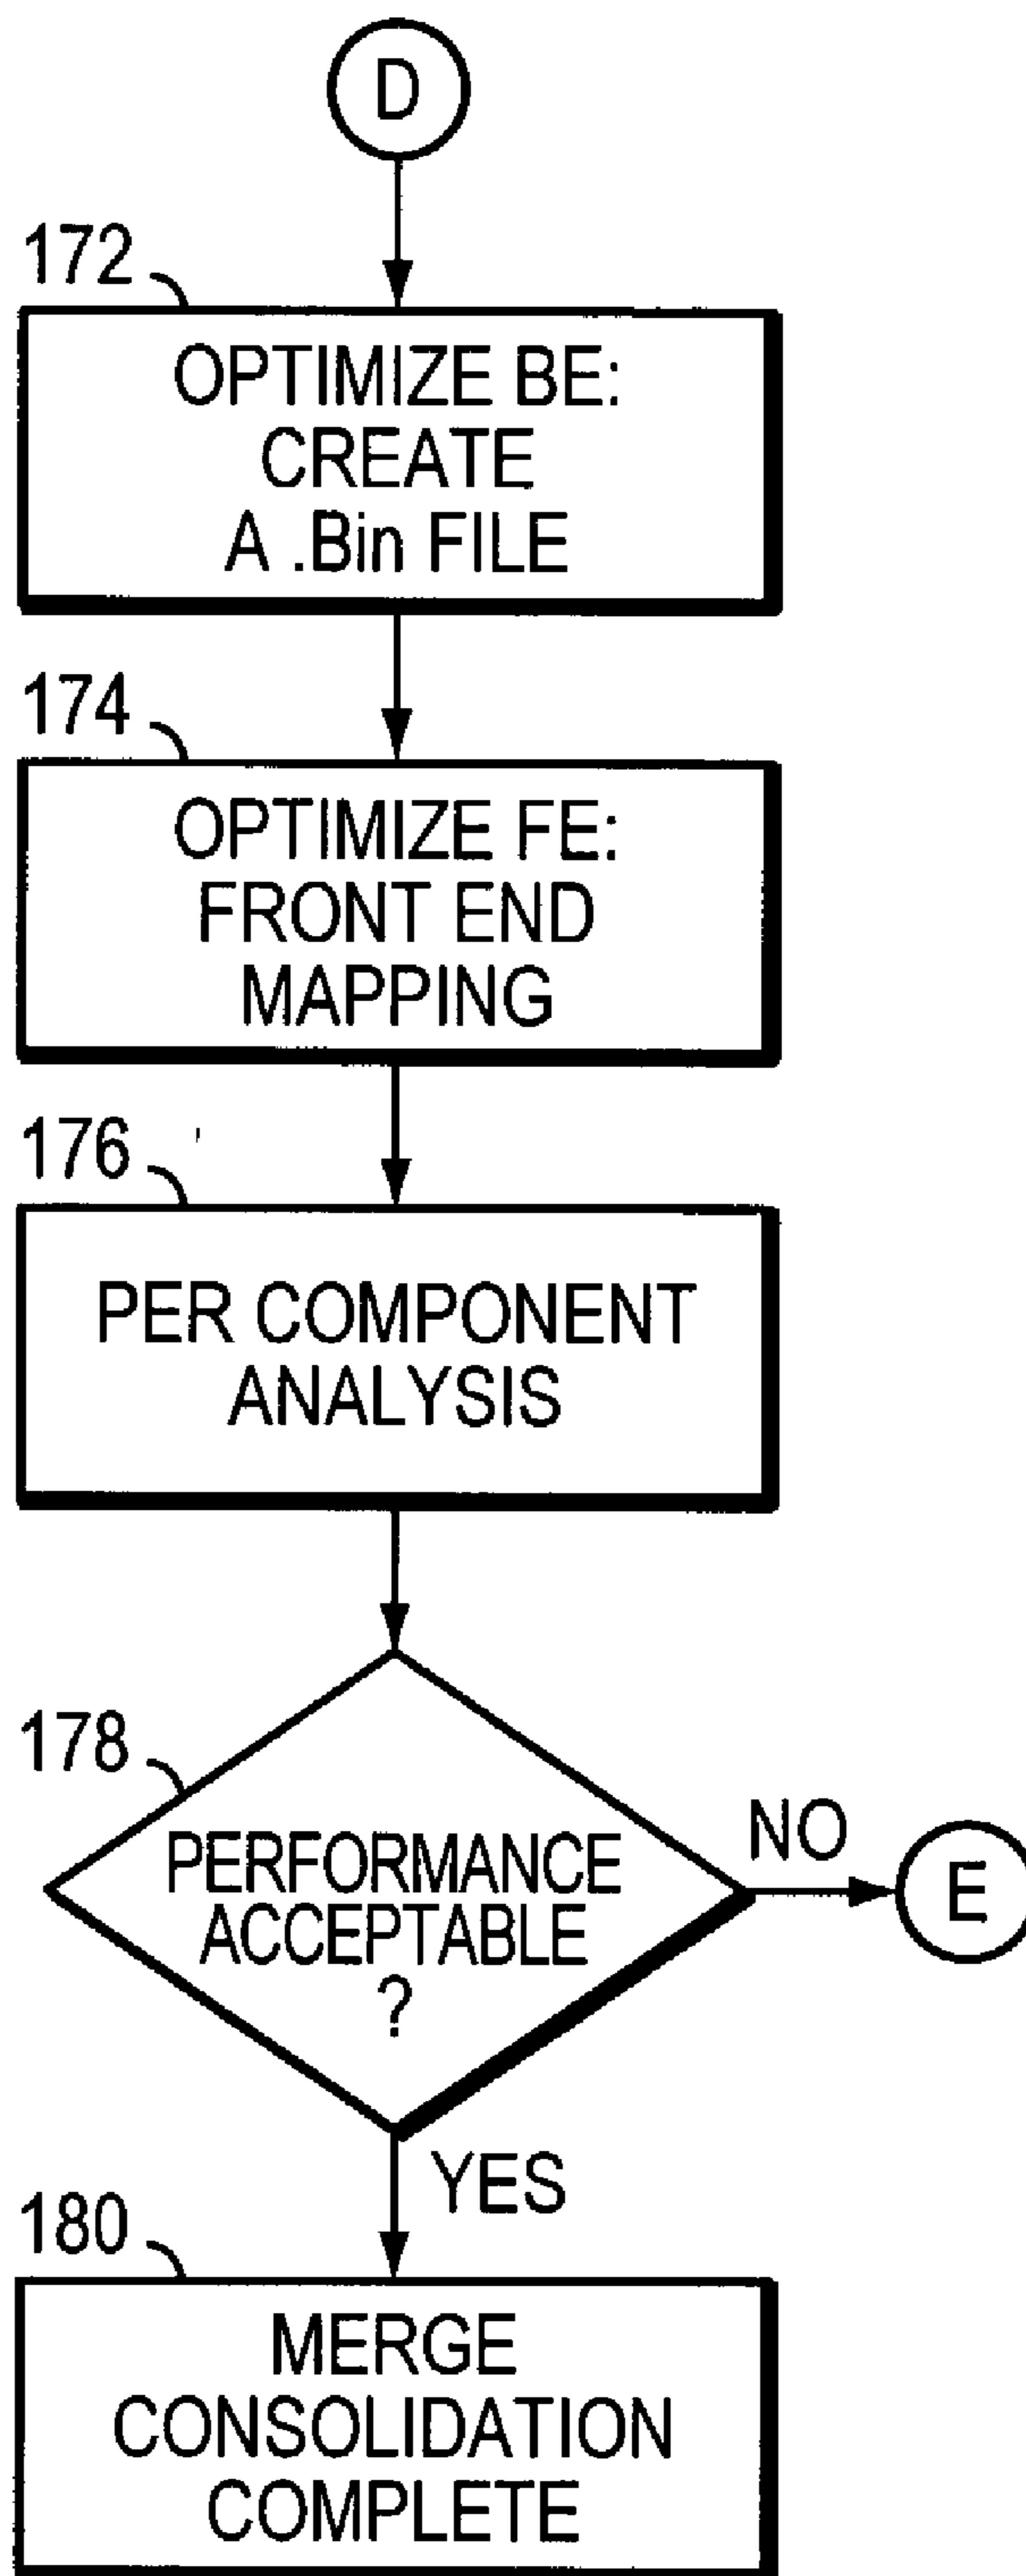 D
172
OPTIMIZE BE:
CREATE
A .Bin FILE
174
OPTIMIZE FE:
FRONT END
MAPPING
176
PER COMPONENT
ANALYSIS
178
PERFORMANCE
ACCEPTABLE
?
NO
E
YES
180
MERGE
CONSOLIDATION
COMPLETE